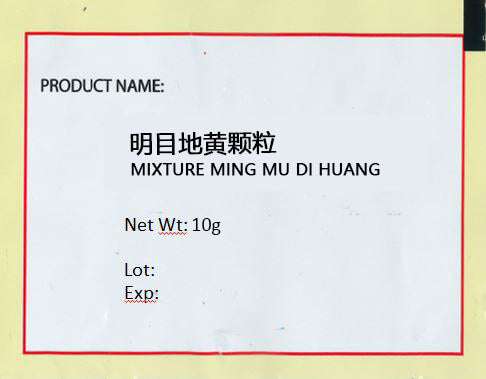 PRODUCT NAME:
明目地黄颗粒
MIXTURE MING MU DI HUANG
Net Wt: 10g
Lot:
Exp: